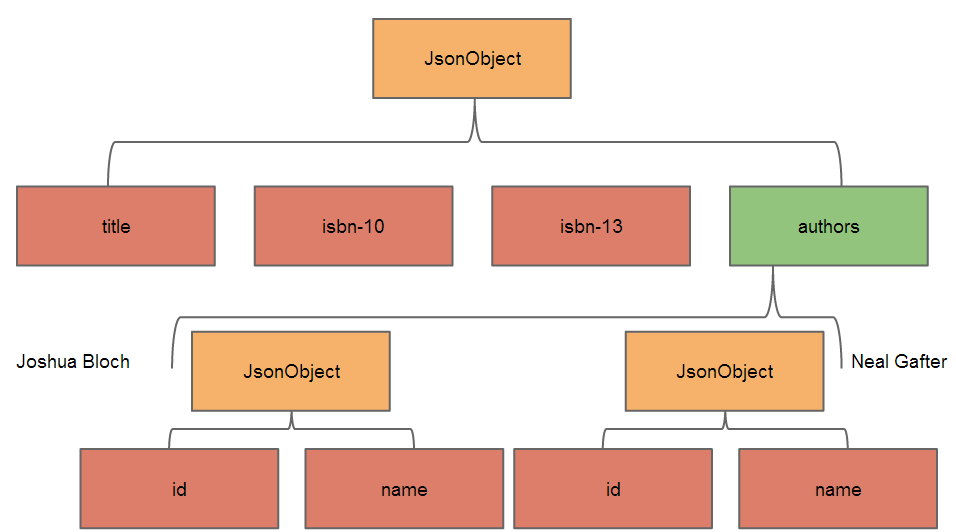 JsonObject
title
isbn-10
isbn-13
authors
Joshua Bloch
JsonObject
JsonObject
Neal Gafter
id
name
id
name